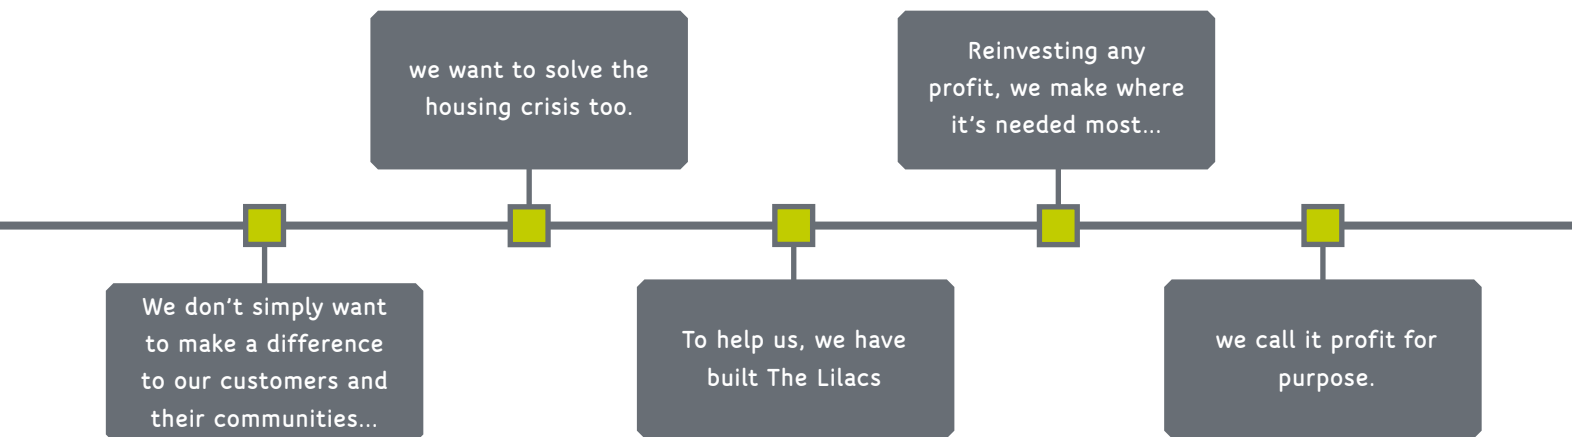 We don't simply want
to make a difference
to our customers and
their communities...
we want to solve the
housing crisis too.
To help us, we have
built The Lilacs
Reinvesting any
profit, we make where
it's needed most...
we call it profit for
purpose.